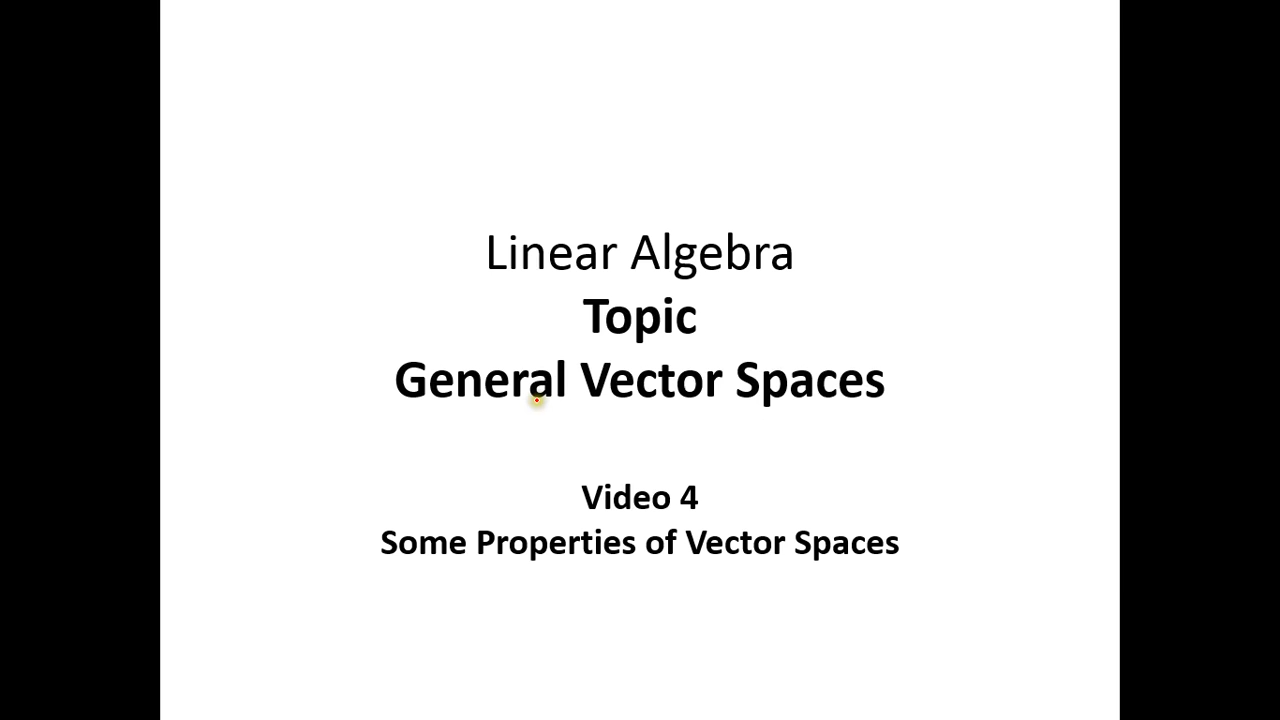 Linear Algebra
Topic
General Vector Spaces
Video 4
Some Properties of Vector Spaces